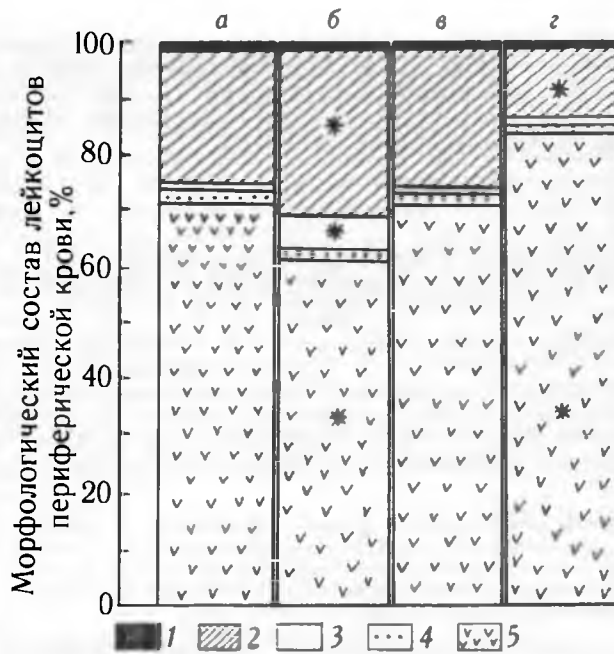 а б в г
Морфологический состав лейкоцитов
периферической крови,%
100
80
60
40
20
0
1 2 3 4 5